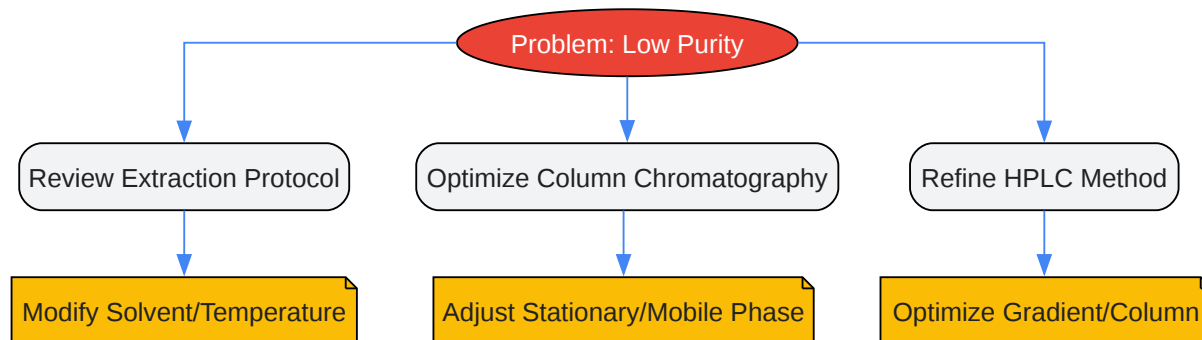 Problem: Low Purity
Review Extraction Protocol
Optimize Column Chromatography
Refine HPLC Method
Modify Solvent/Temperature
Adjust Stationary/Mobile Phase
Optimize Gradient/Column